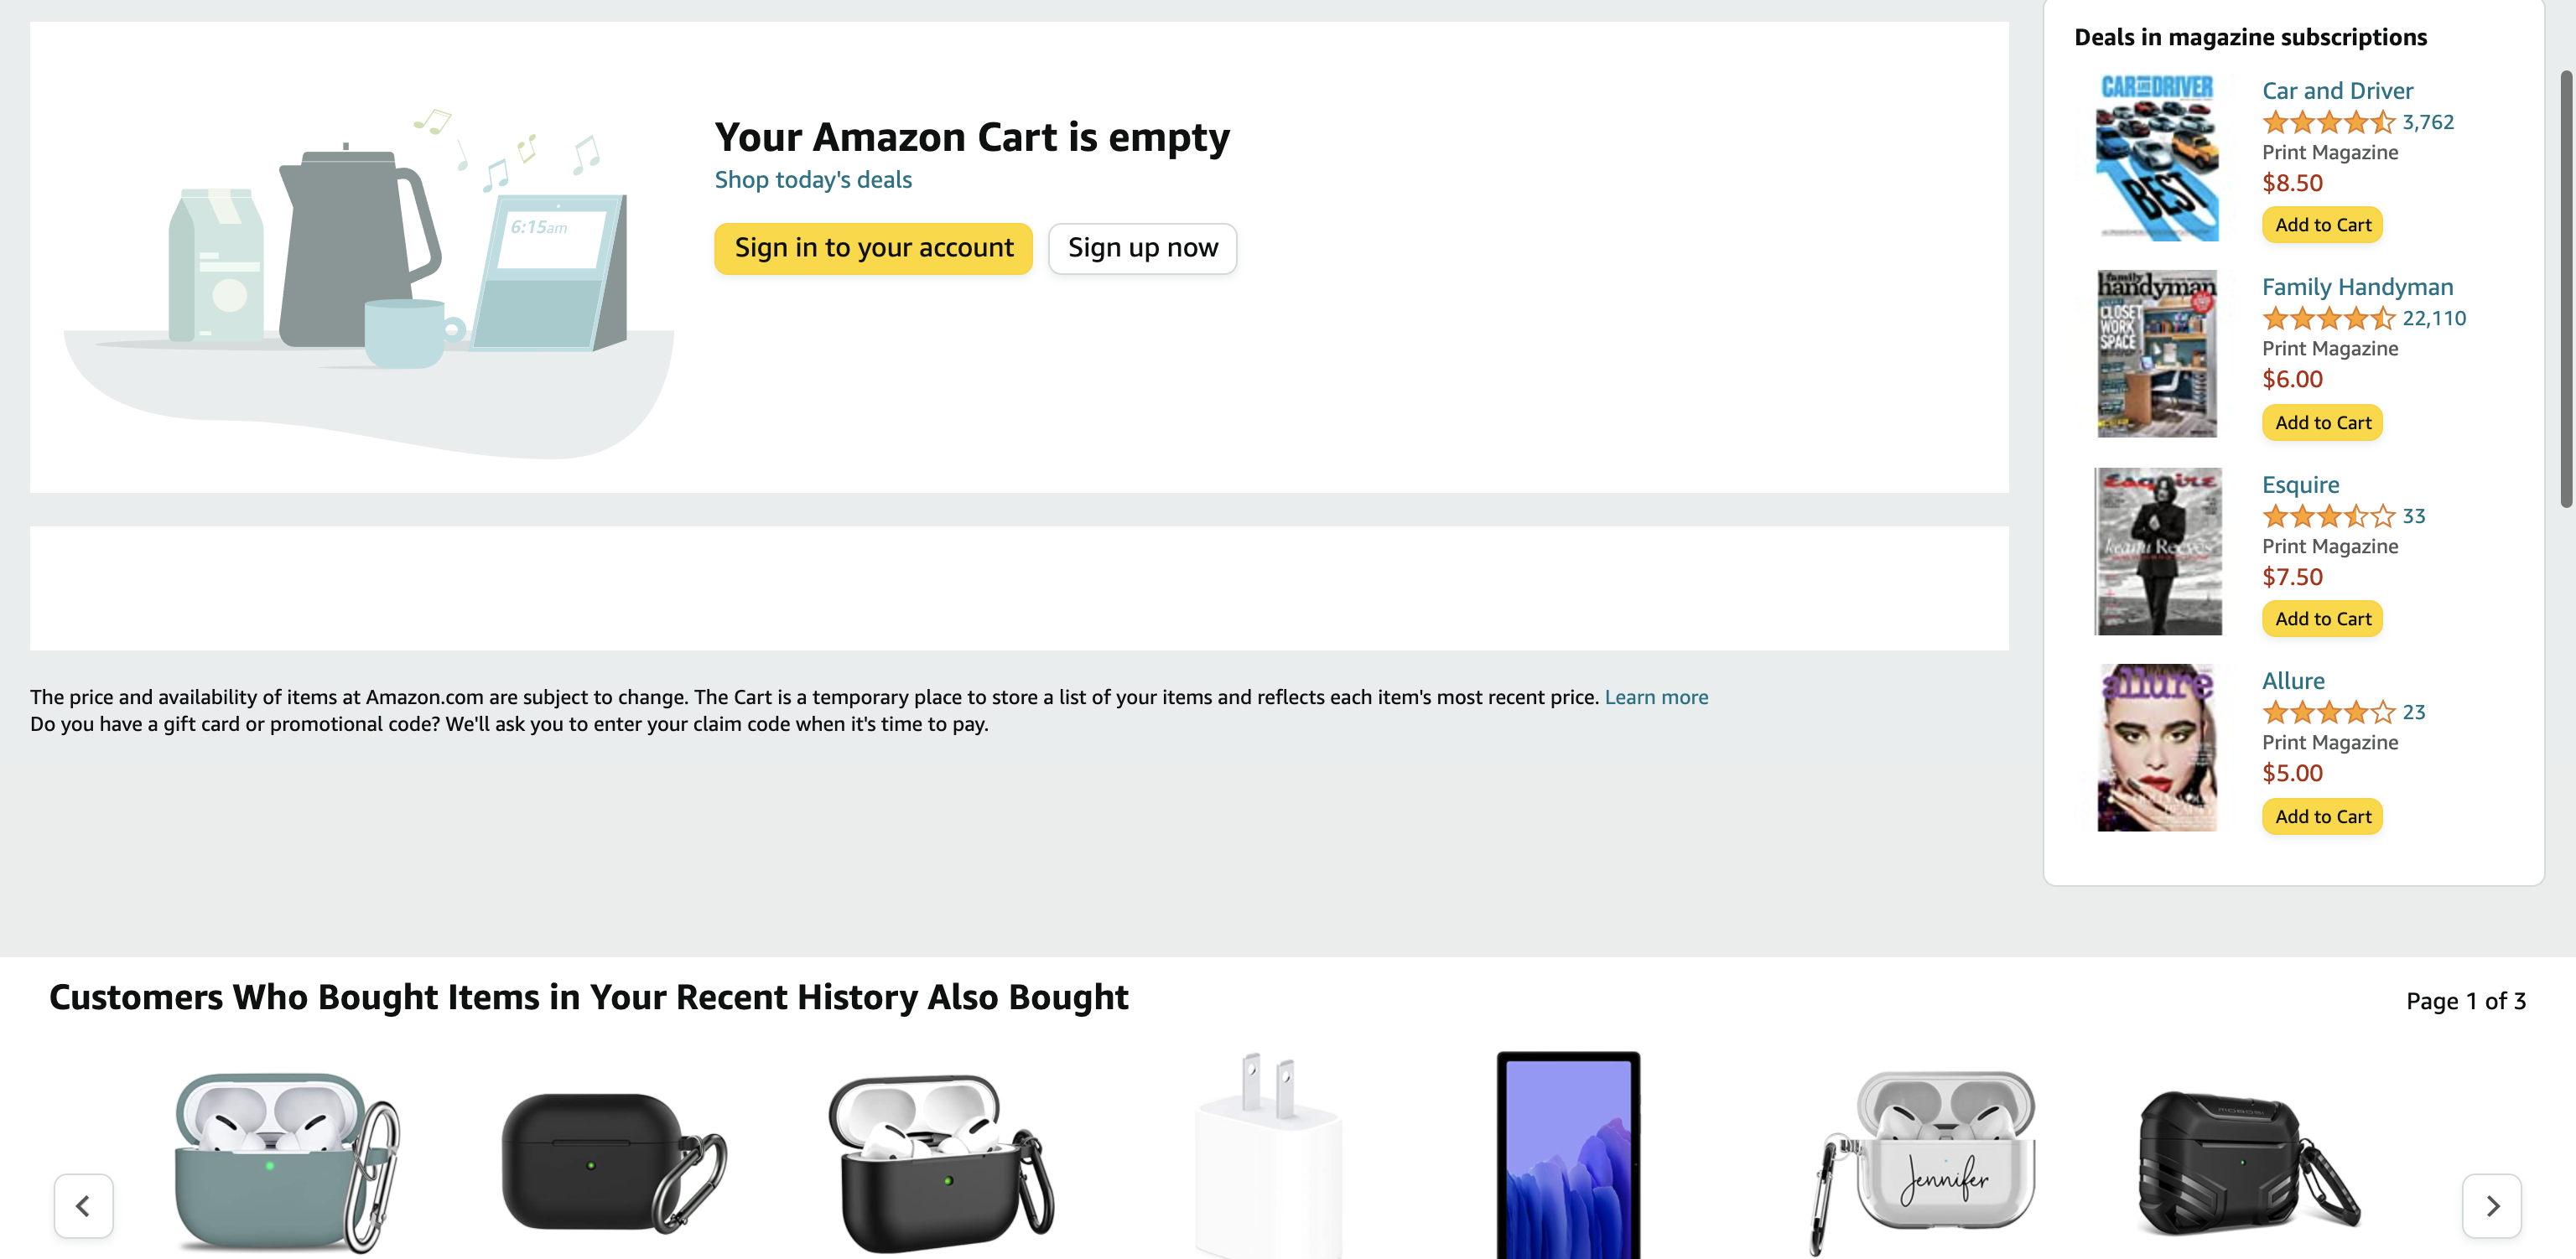 Your Amazon Cart is empty
Shop today's deals
Sign in to your account
Sign up now
6:15am
The price and availability of items at Amazon.com are subject to change. The Cart is a temporary place to store a list of your items and reflects each item's most recent price. Learn more
Do you have a gift card or promotional code? We'll ask you to enter your claim code when it's time to pay.
Deals in magazine subscriptions
CAR AND DRIVER
BEST
Car and Driver
3,762
Print Magazine
$8.50
Add to Cart
family
handyman
CLOSET
WORK
SPACE
Family Handyman
22,110
Print Magazine
$6.00
Add to Cart
Esquire
Keanu Reeves
Esquire
33
Print Magazine
$7.50
Add to Cart
allure
Allure
23
Print Magazine
$5.00
Add to Cart
Customers Who Bought Items in Your Recent History Also Bought
Page 1 of 3
Jennifer